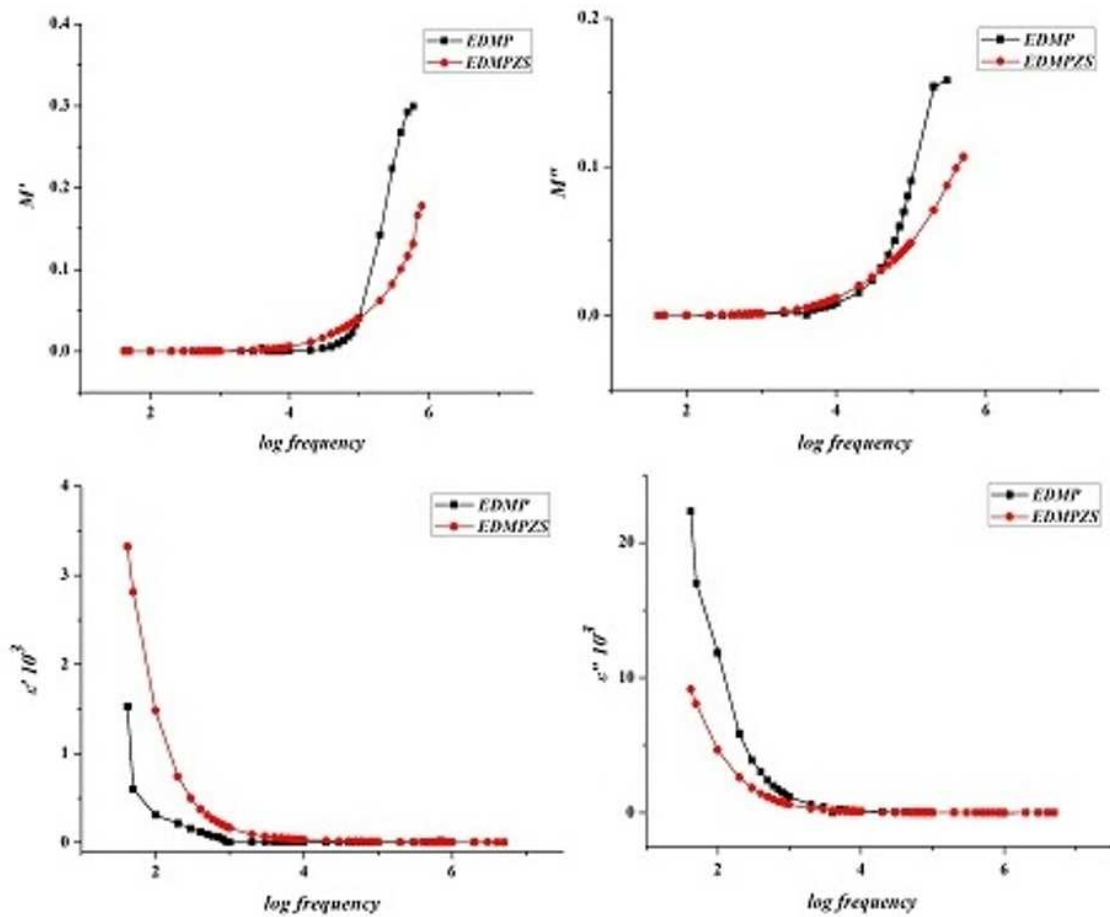 0.4
EDMP
EDMPZS
0.3
0.2
0.1
0.0
M'
2 4 6
log frequency
0.2
EDMP
EDMPZS
0.1
0.0
M"
2 4 6
log frequency
4
EDMP
EDMPZS
3
2
1
0
ε' 10³
2 4 6
log frequency
EDMP
EDMPZS
20
10
0
ε" 10³
2 4 6
log frequency